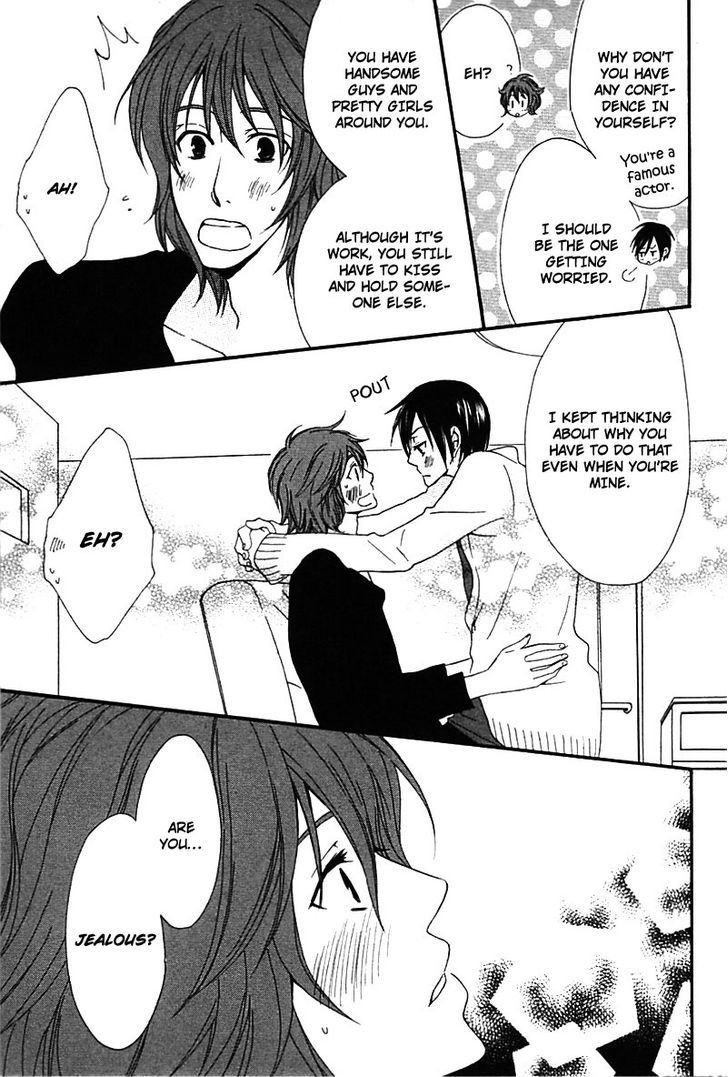 WHY DON'T
YOU HAVE
ANY CONFI-
DENCE IN
YOURSELF?
You're a
famous
actor.
EH?
?
I SHOULD
BE THE ONE
GETTING
WORRIED.
YOU HAVE
HANDSOME
GUYS AND
PRETTY GIRLS
AROUND YOU.
ALTHOUGH IT'S
WORK, YOU STILL
HAVE TO KISS
AND HOLD SOME-
ONE ELSE.
AH!
I KEPT THINKING
ABOUT WHY YOU
HAVE TO DO THAT
EVEN WHEN YOU'RE
MINE.
POUT
EH?
ARE
YOU...
JEALOUS?